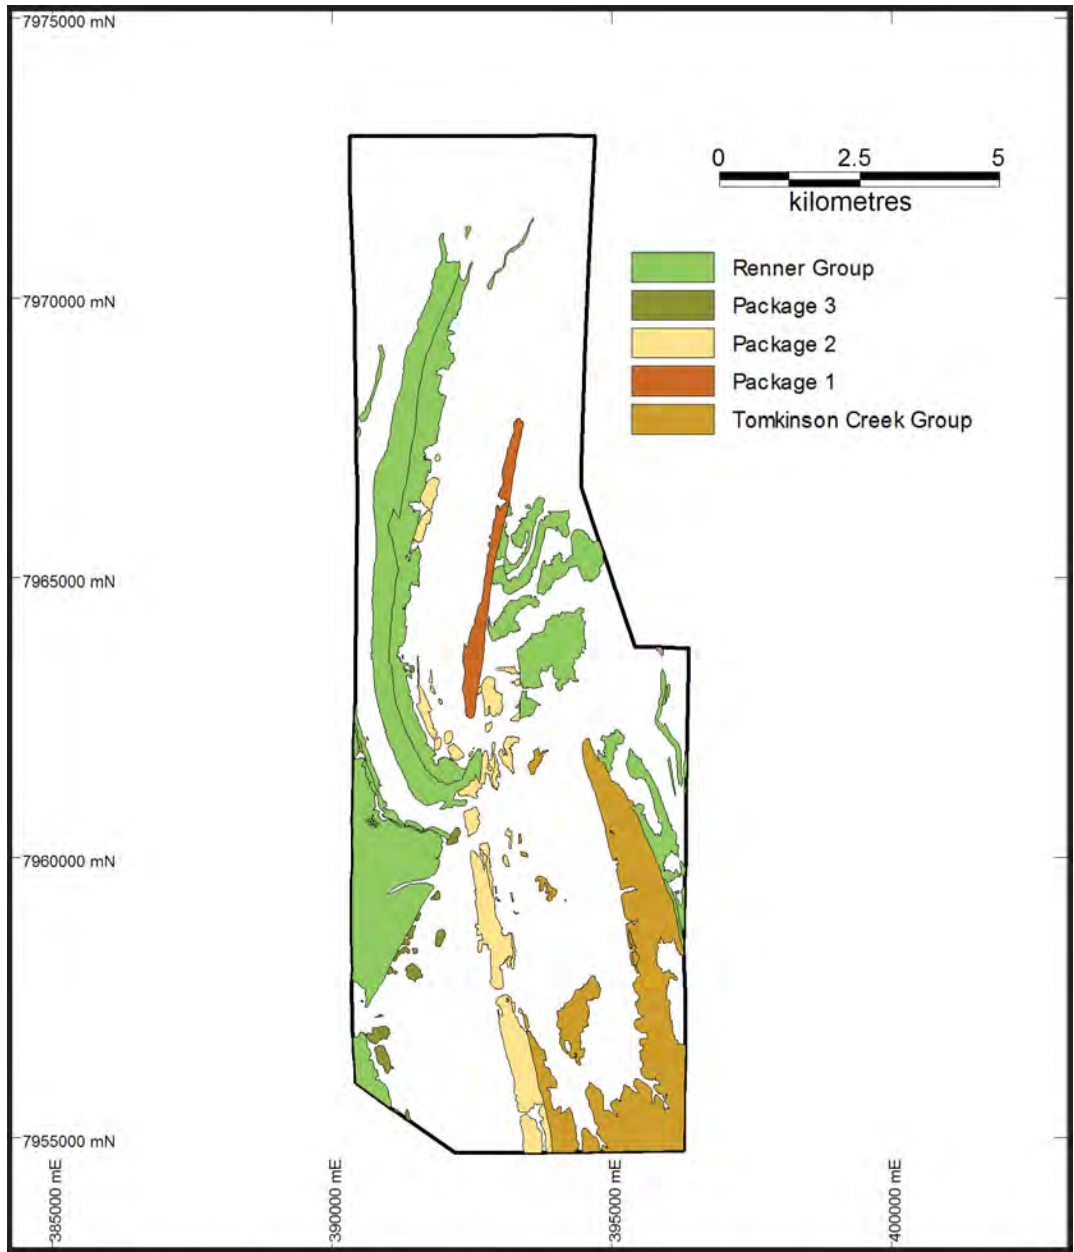 7975000 mN
0 2.5 5
kilometres
Renner Group
7970000 mN
Package 3
Package 2
Package 1
Tomkinson Creek Group
7965000 mN
7960000 mN
7955000 mN
385000 mE
390000 mE
395000 mE
400000 mE